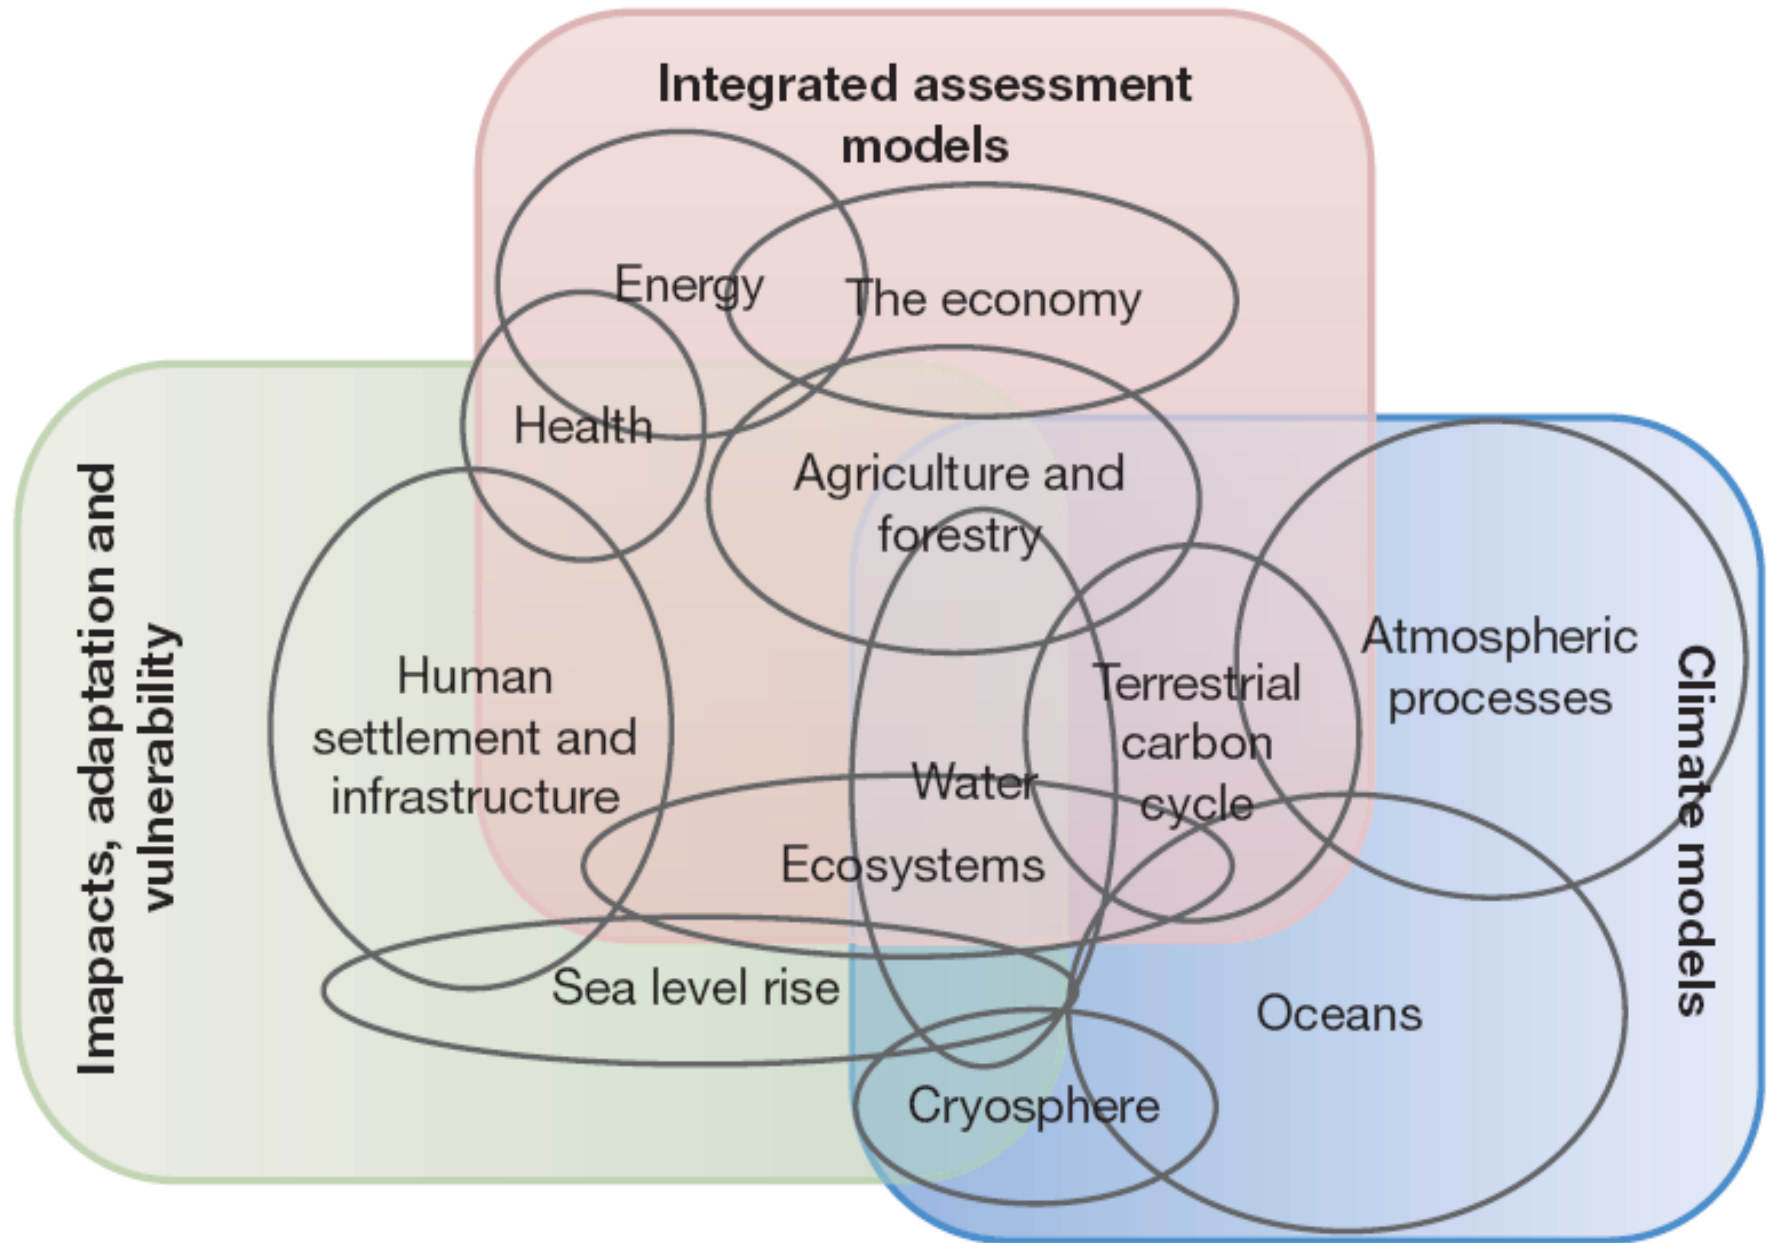 Integrated assessment
models
Energy
The economy
Health
Agriculture and
forestry
Imapacts, adaptation and
vulnerability
Human
settlement and
infrastructure
Terrestrial
carbon
cycle
Atmospheric
processes
Climate models
Water
Ecosystems
Sea level rise
Oceans
Cryosphere